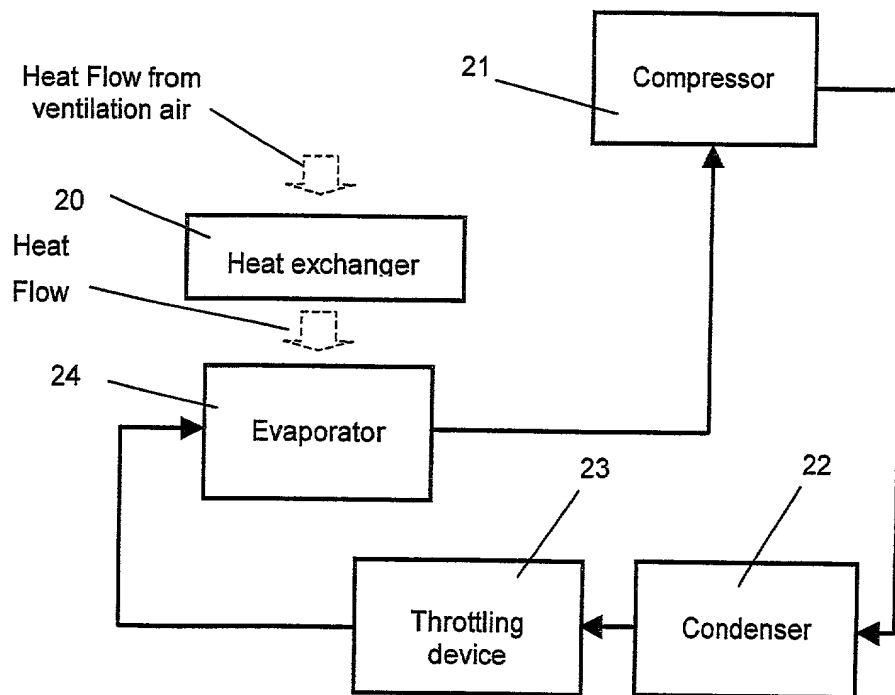 21
Compressor
Heat Flow from
ventilation air
20
Heat exchanger
Heat
Flow
24
Evaporator
23
22
Throttling
device
Condenser